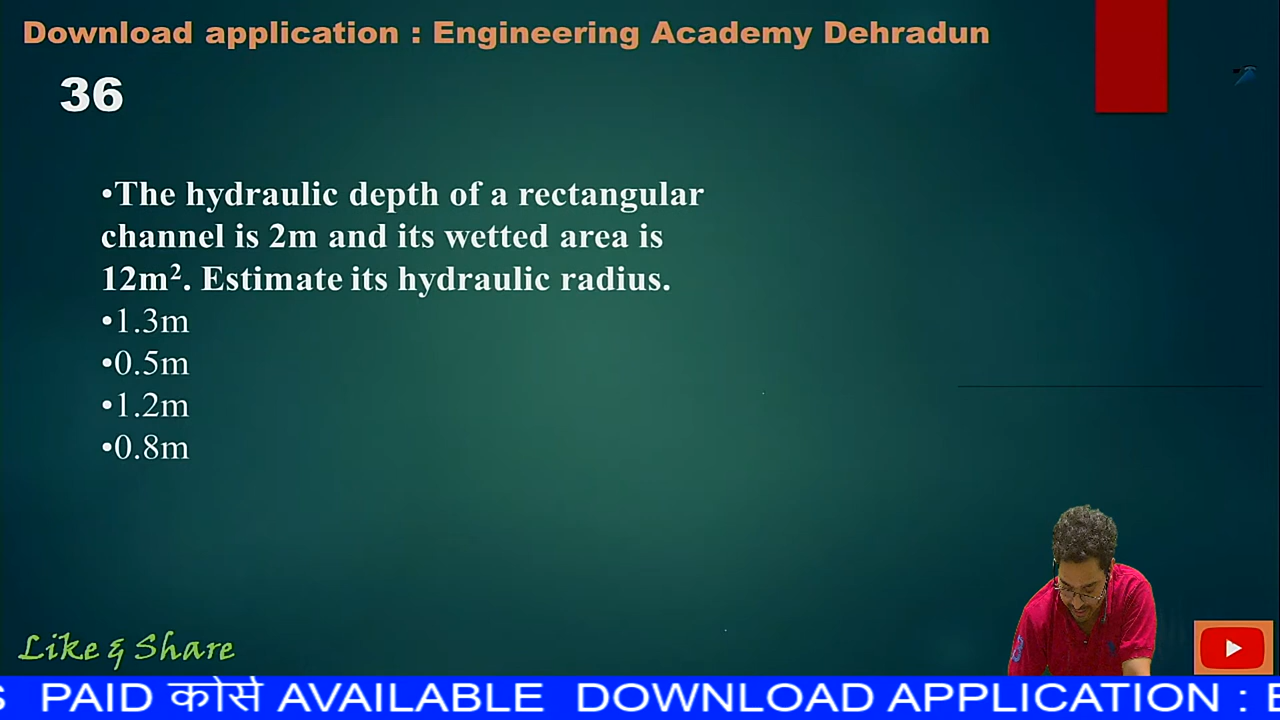 Download application : Engineering Academy Dehradun
36
•The hydraulic depth of a rectangular
channel is 2m and its wetted area is
12m². Estimate its hydraulic radius.
•1.3m
•0.5m
•1.2m
•0.8m
Like & Share
S PAID कोर्स AVAILABLE DOWNLOAD APPLICATION : E